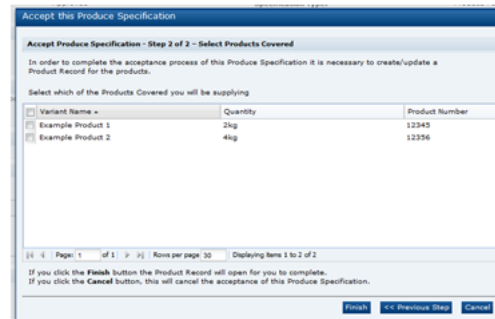 Accept this Produce Specification
Accept Produce Specification - Step 2 of 2 - Select Products Covered
In order to complete the acceptance process of this Produce Specification it is necessary to create/update a
Product Record for the products.
Select which of the Products Covered you will be supplying
Variant Name Quantity Product Number
Example Product 1 2kg 12345
Example Product 2 4kg 12356
Page: 1 of 1 Rows per page 30 Displaying items 1 to 2 of 2
If you click the Finish button the Product Record will open for you to complete.
If you click the Cancel button, this will cancel the acceptance of this Produce Specification.
Finish << Previous Step Cancel